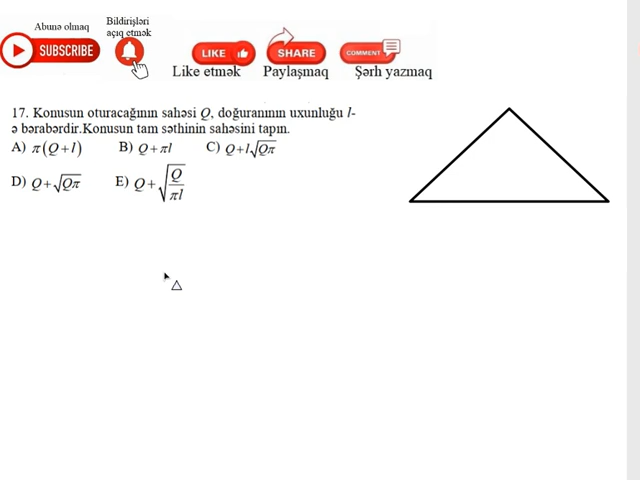 Abunə olmaq
Bildirişləri
açıq etmək
SUBSCRIBE
LIKE
SHARE
COMMENT
Like etmək Paylaşmaq Şərh yazmaq
17. Konusun oturacağının sahəsi Q, doğuranının uxunluğu l-
ə bərabərdir.Konusun tam səthinin sahəsini tapın.
A) π(Q+l) B) Q+πl C) Q+l√Qπ
D) Q+√Qπ E) Q+√(Q/πl)